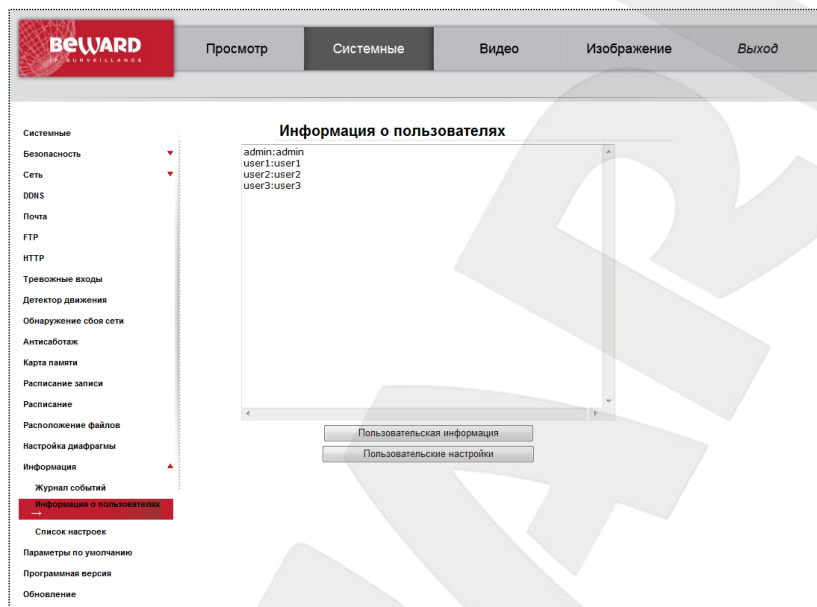 BEWARD
IP SURVEILLANCE
Просмотр
Системные
Видео
Изображение
Выход
Системные
Безопасность
Сеть
DDNS
Почта
FTP
HTTP
Тревожные входы
Детектор движения
Обнаружение сбоя сети
Антисаботаж
Карта памяти
Расписание записи
Расписание
Расположение файлов
Настройка диафрагмы
Информация
Журнал событий
Информация о пользователях
→
Список настроек
Параметры по умолчанию
Программная версия
Обновление
Информация о пользователях
admin:admin
user1:user1
user2:user2
user3:user3
Пользовательская информация
Пользовательские настройки